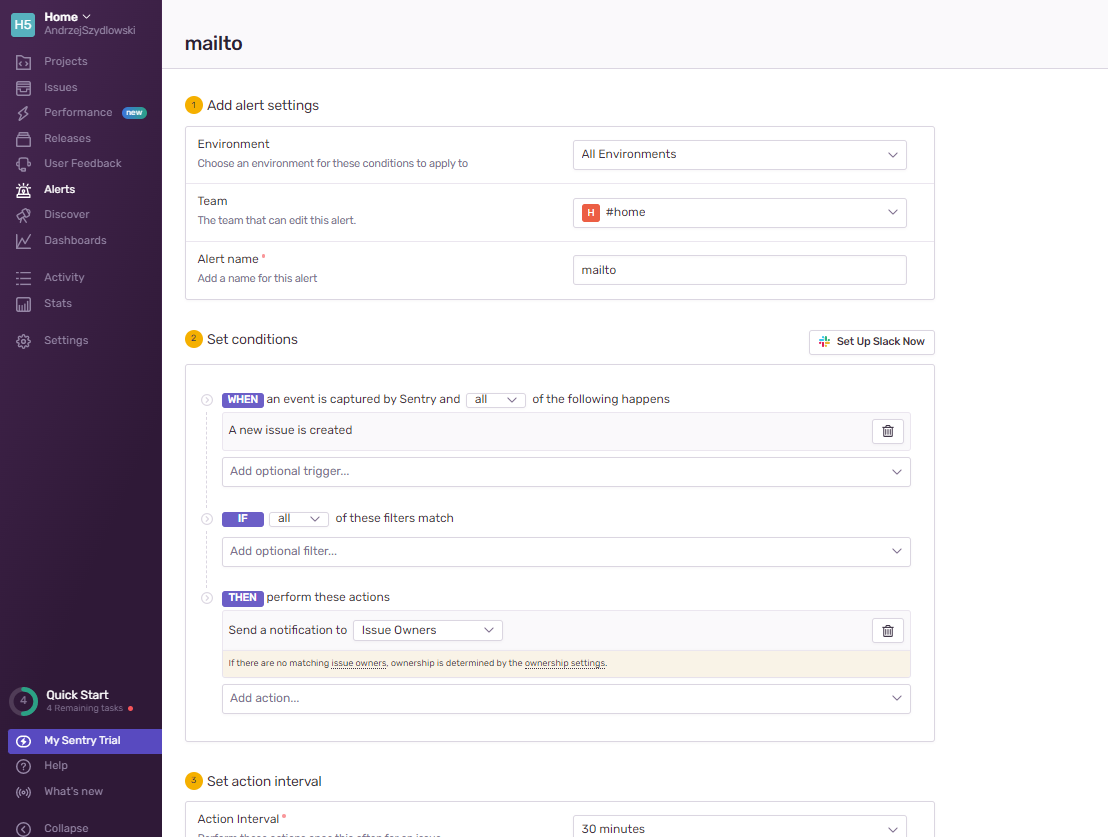 H5
Home
AndrzejSzydlowski
Projects
Issues
Performance new
Releases
User Feedback
Alerts
Discover
Dashboards
Activity
Stats
Settings
4
Quick Start
4 Remaining tasks
My Sentry Trial
Help
What's new
Collapse
mailto
1 Add alert settings
Environment
Choose an environment for these conditions to apply to
All Environments
Team
The team that can edit this alert.
H #home
Alert name *
Add a name for this alert
mailto
2 Set conditions
Set Up Slack Now
WHEN an event is captured by Sentry and all of the following happens
A new issue is created
Add optional trigger...
IF all of these filters match
Add optional filter...
THEN perform these actions
Send a notification to Issue Owners
If there are no matching issue owners, ownership is determined by the ownership settings.
Add action...
3 Set action interval
Action Interval *
30 minutes